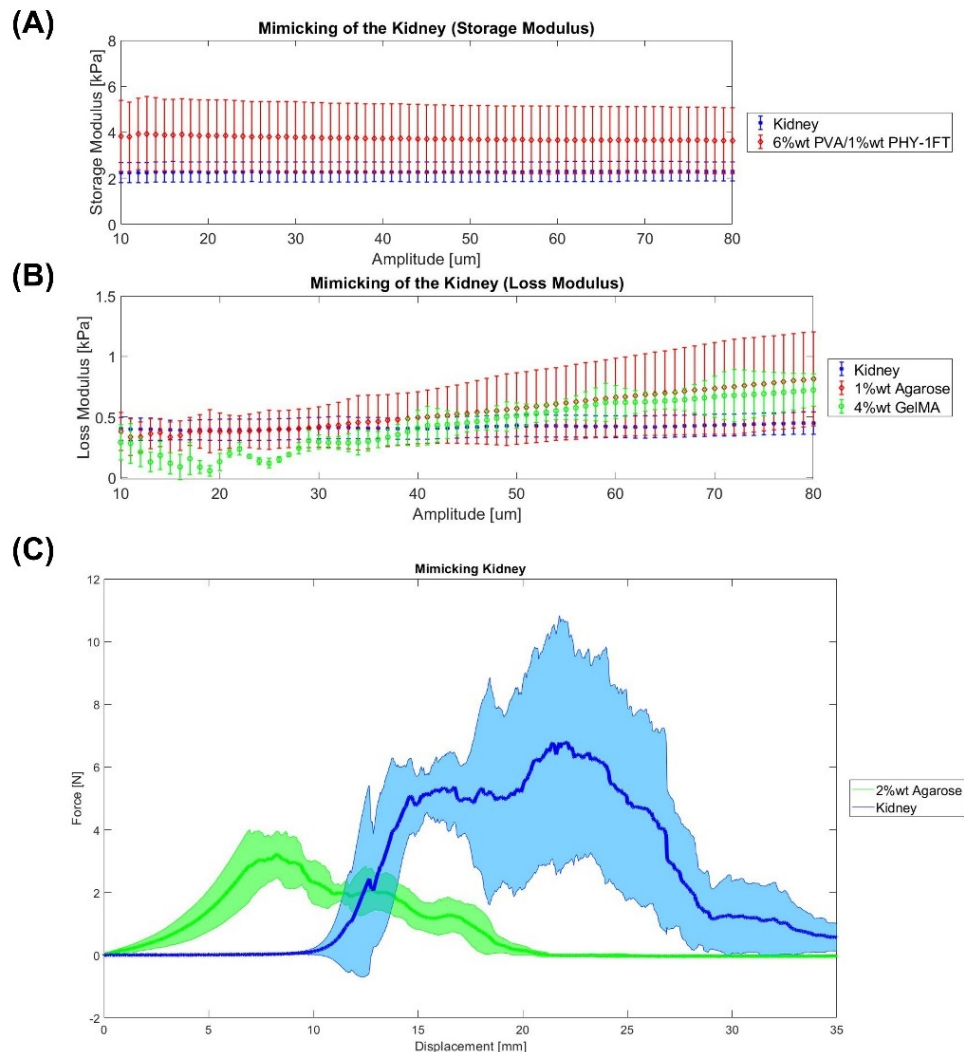 (A)
Mimicking of the Kidney (Storage Modulus)
Storage Modulus [kPa]
8
6
4
2
0
10 20 30 40 50 60 70 80
Amplitude [um]
Kidney
6%wt PVA/1%wt PHY-1FT
(B)
Mimicking of the Kidney (Loss Modulus)
Loss Modulus [kPa]
1.5
1
0.5
0
10 20 30 40 50 60 70 80
Amplitude [um]
Kidney
1%wt Agarose
4%wt GelMA
(C)
Mimicking Kidney
Force [N]
12
10
8
6
4
2
0
-2
0 5 10 15 20 25 30 35
Displacement [mm]
2%wt Agarose
Kidney